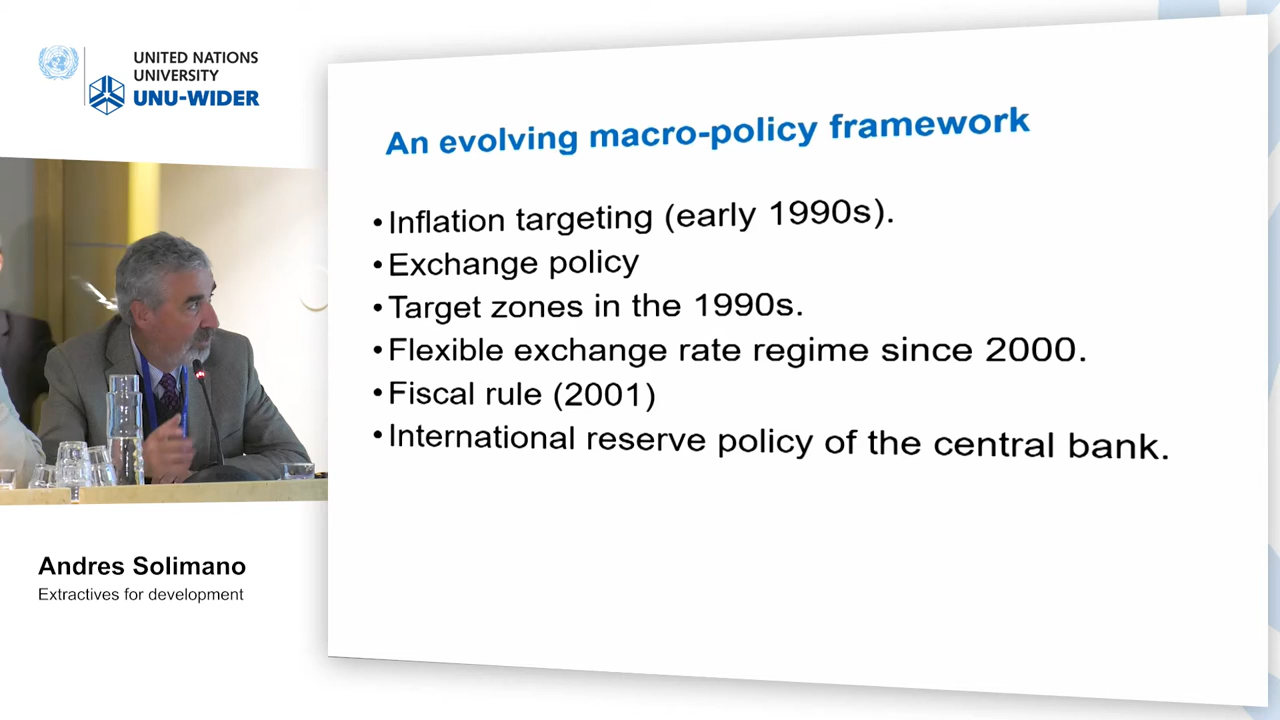 UNITED NATIONS
UNIVERSITY
UNU-WIDER
An evolving macro-policy framework
•Inflation targeting (early 1990s).
•Exchange policy
•Target zones in the 1990s.
•Flexible exchange rate regime since 2000.
•Fiscal rule (2001)
•International reserve policy of the central bank.
Andres Solimano
Extractives for development